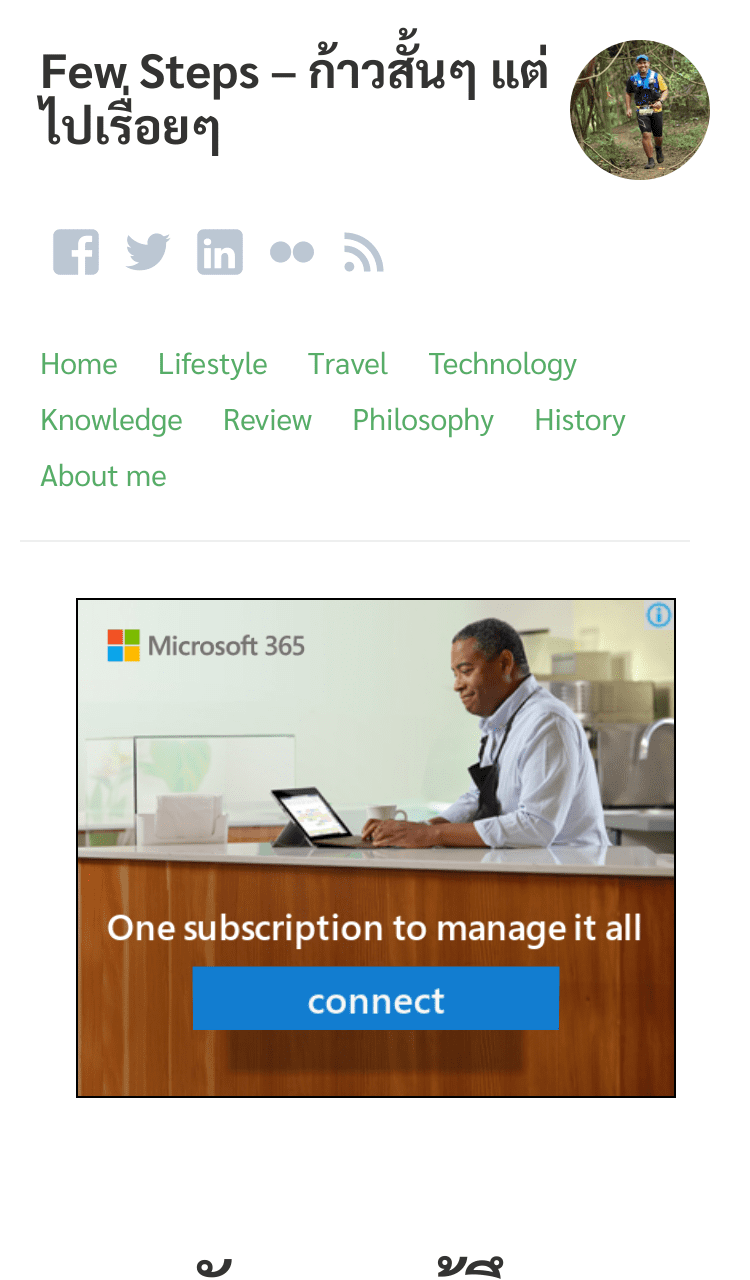 Few Steps – ก้าวสั้นๆ แต่
ไปเรื่อยๆ
Home Lifestyle Travel Technology
Knowledge Review Philosophy History
About me
Microsoft 365
One subscription to manage it all
connect